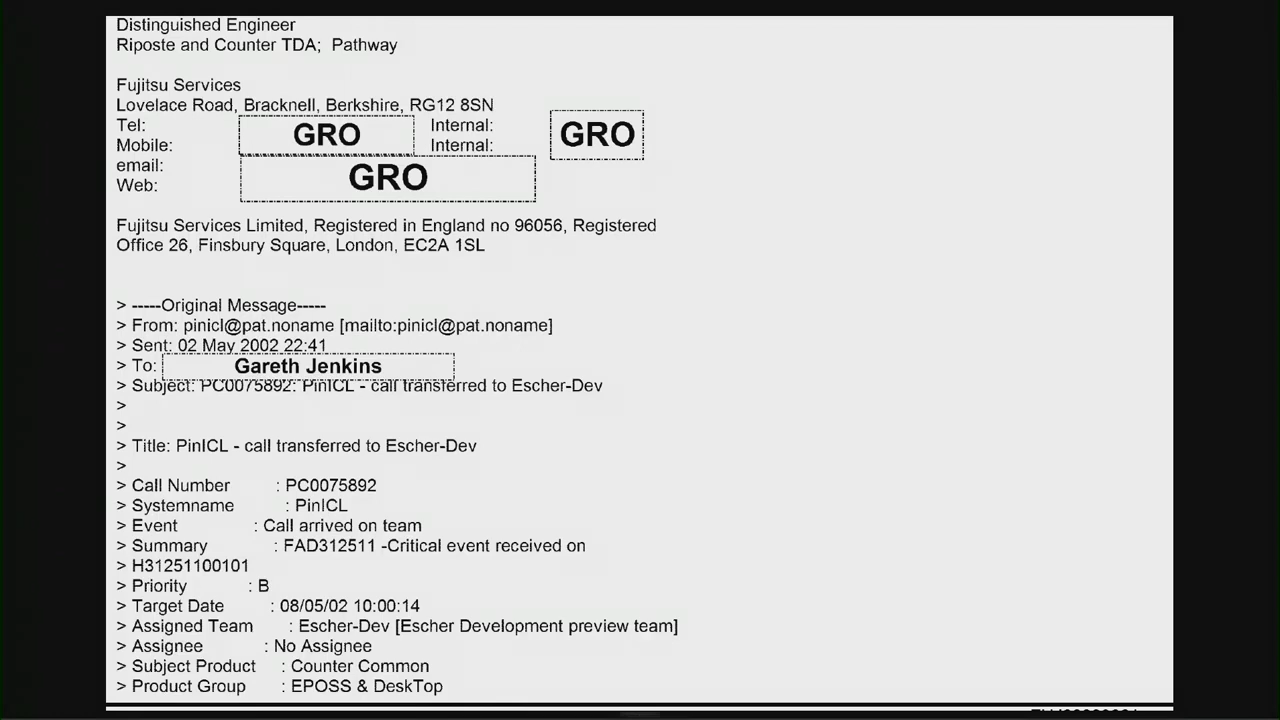 Distinguished Engineer
Riposte and Counter TDA; Pathway
Fujitsu Services
Lovelace Road, Bracknell, Berkshire, RG12 8SN
Tel: GRO Internal: GRO
Mobile: Internal:
email: GRO
Web:
Fujitsu Services Limited, Registered in England no 96056, Registered
Office 26, Finsbury Square, London, EC2A 1SL
> -----Original Message-----
> From: pinicl@pat.noname [mailto:pinicl@pat.noname]
> Sent: 02 May 2002 22:41
> To: Gareth Jenkins
> Subject: PC0075892: PinICL - call transferred to Escher-Dev
>
>
> Title: PinICL - call transferred to Escher-Dev
>
> Call Number : PC0075892
> Systemname : PinICL
> Event : Call arrived on team
> Summary : FAD312511 -Critical event received on
> H31251100101
> Priority : B
> Target Date : 08/05/02 10:00:14
> Assigned Team : Escher-Dev [Escher Development preview team]
> Assignee : No Assignee
> Subject Product : Counter Common
> Product Group : EPOSS & DeskTop